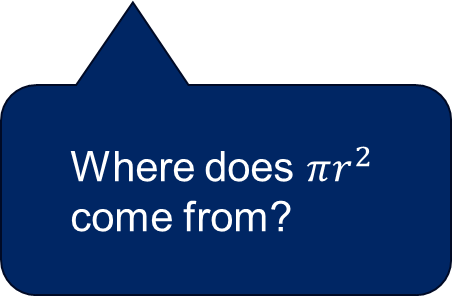 Where does 𝜋𝑟²
come from?